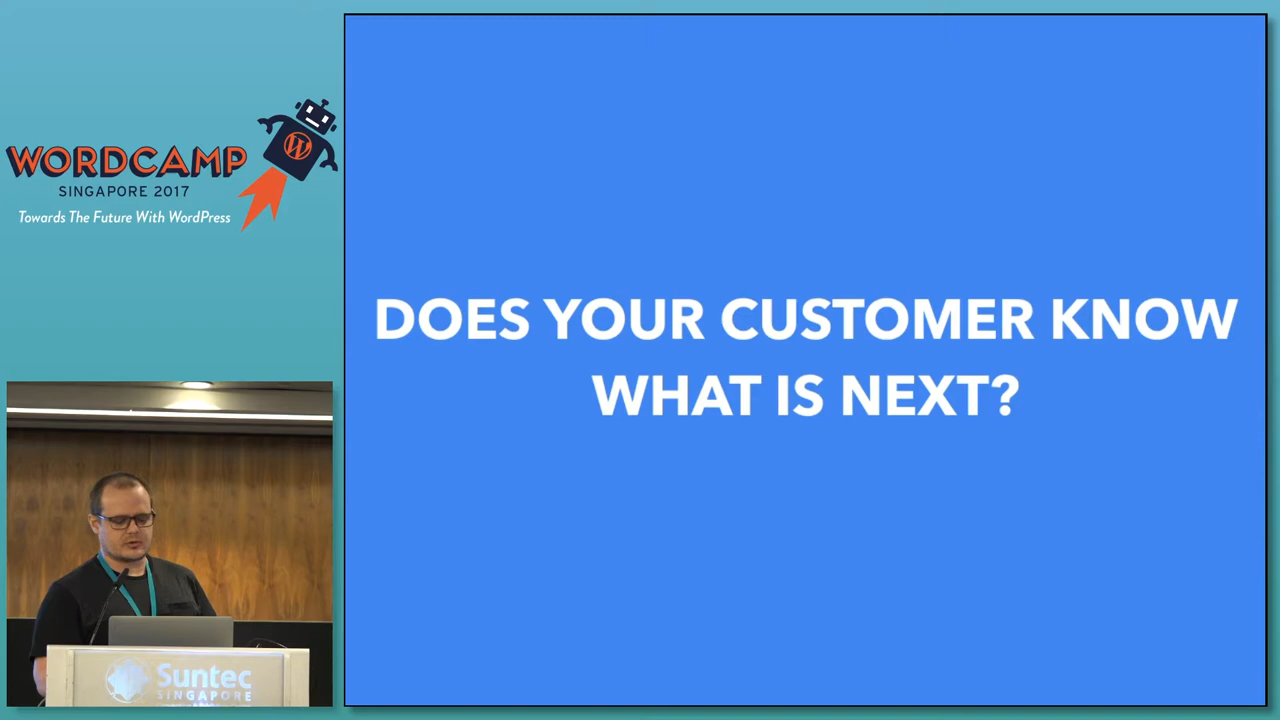 WORDCAMP
SINGAPORE 2017
Towards The Future With WordPress
DOES YOUR CUSTOMER KNOW
WHAT IS NEXT?
Suntec
SINGAPORE